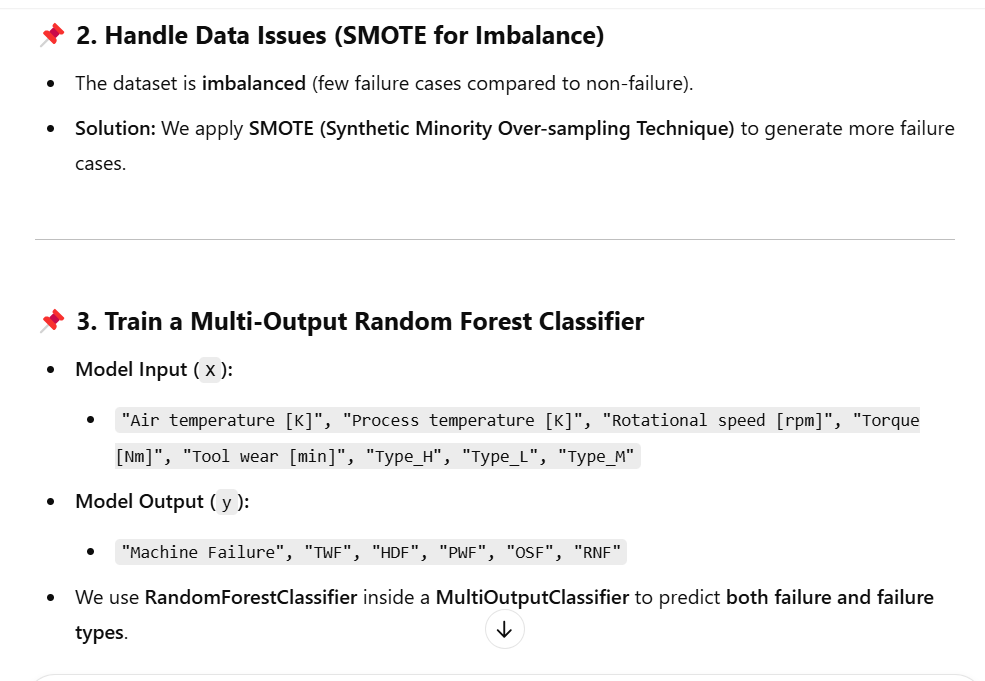 📌 2. Handle Data Issues (SMOTE for Imbalance)
• The dataset is imbalanced (few failure cases compared to non-failure).
• Solution: We apply SMOTE (Synthetic Minority Over-sampling Technique) to generate more failure
cases.
📌 3. Train a Multi-Output Random Forest Classifier
• Model Input (X):
• "Air temperature [K]", "Process temperature [K]", "Rotational speed [rpm]", "Torque
[Nm]", "Tool wear [min]", "Type_H", "Type_L", "Type_M"
• Model Output (y):
• "Machine Failure", "TWF", "HDF", "PWF", "OSF", "RNF"
• We use RandomForestClassifier inside a MultiOutputClassifier to predict both failure and failure
types.